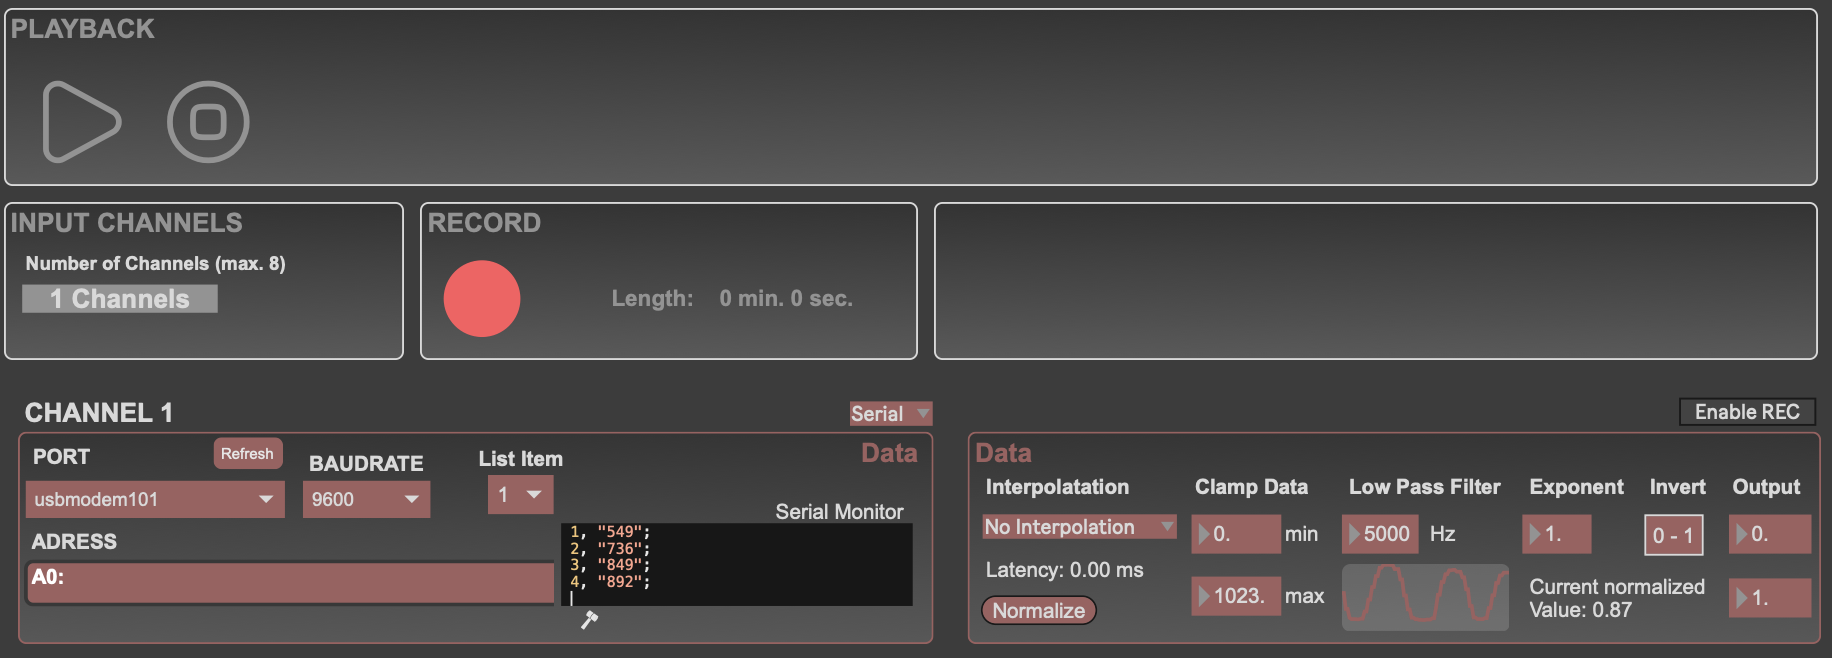 PLAYBACK
INPUT CHANNELS
Number of Channels (max. 8)
1 Channels
RECORD
Length: 0 min. 0 sec.
CHANNEL 1
Serial
PORT
Refresh
BAUDRATE
List Item
Data
usbmodem101
9600
1
Serial Monitor
ADRESS
A0:
1, "549";
2, "736";
3, "849";
4, "892";
Enable REC
Data
Interpolatation
Clamp Data
Low Pass Filter
Exponent
Invert
Output
No Interpolation
0. min
5000 Hz
1.
0 - 1
0.
Latency: 0.00 ms
Normalize
1023. max
Current normalized
Value: 0.87
1.